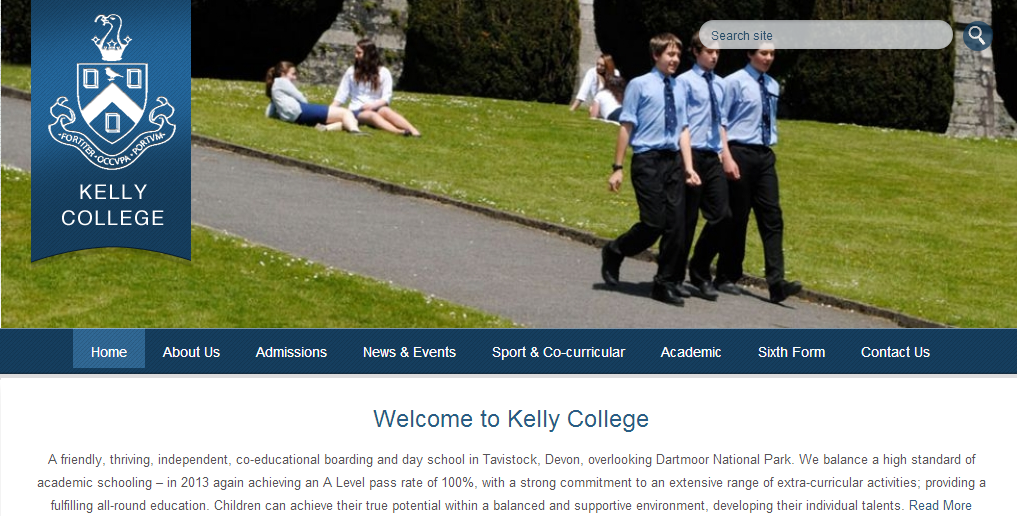 Search site
FORTITER OCCVPA PORTVM
KELLY
COLLEGE
Home About Us Admissions News & Events Sport & Co-curricular Academic Sixth Form Contact Us
Welcome to Kelly College
A friendly, thriving, independent, co-educational boarding and day school in Tavistock, Devon, overlooking Dartmoor National Park. We balance a high standard of
academic schooling – in 2013 again achieving an A Level pass rate of 100%, with a strong commitment to an extensive range of extra-curricular activities; providing a
fulfilling all-round education. Children can achieve their true potential within a balanced and supportive environment, developing their individual talents. Read More